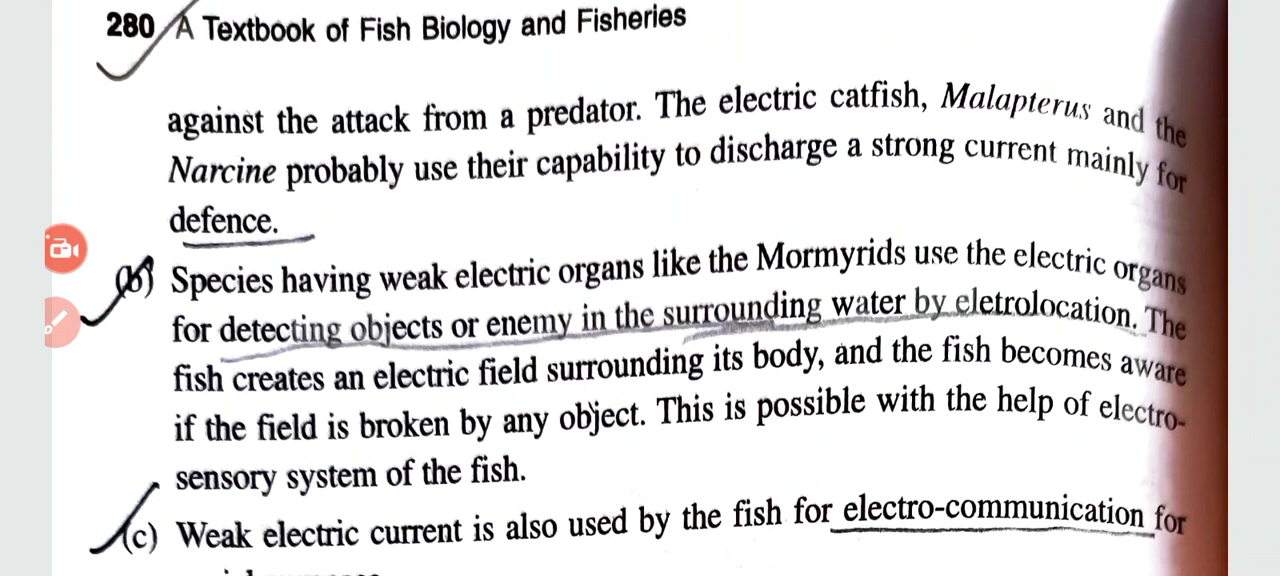 280 A Textbook of Fish Biology and Fisheries
against the attack from a predator. The electric catfish, Malapterus and the
Narcine probably use their capability to discharge a strong current mainly for
defence.
(b) Species having weak electric organs like the Mormyrids use the electric organs
for detecting objects or enemy in the surrounding water by eletrolocation. The
fish creates an electric field surrounding its body, and the fish becomes aware
if the field is broken by any object. This is possible with the help of electro-
sensory system of the fish.
(c) Weak electric current is also used by the fish for electro-communication for